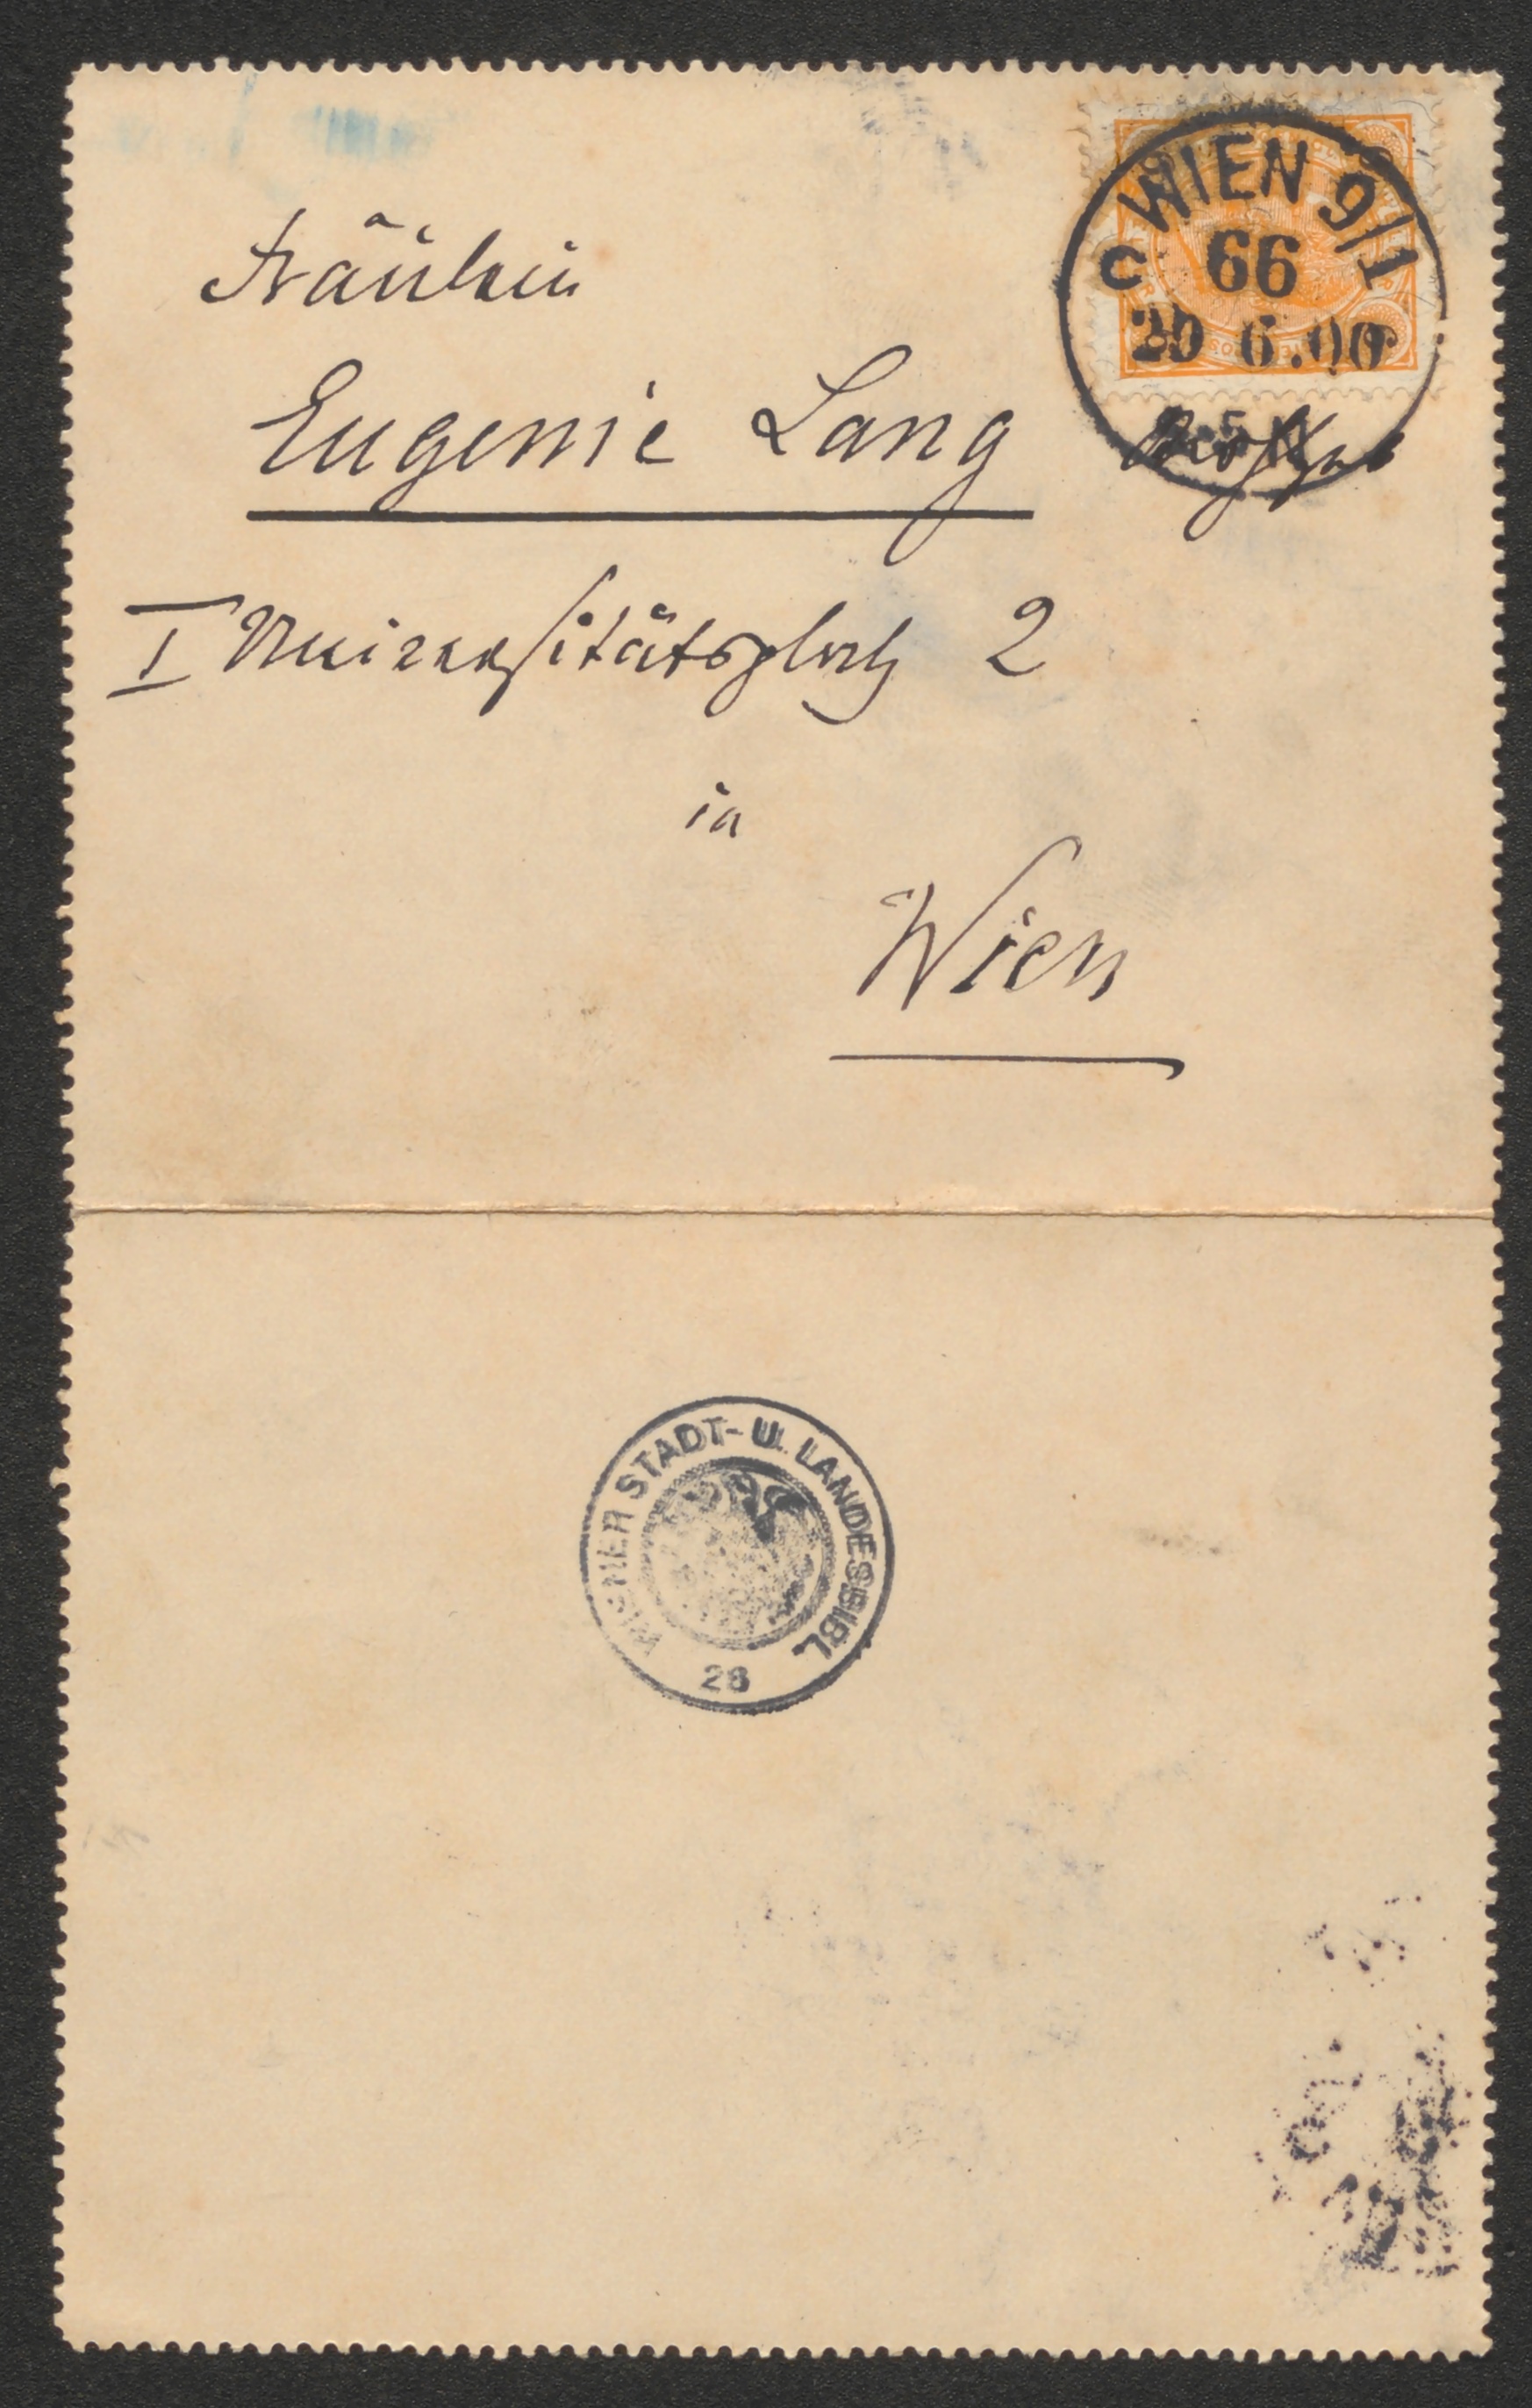 WIEN 9/1
C 66
20 6.00
Fräulein
Eugenie Lang
I Universitätsplatz 2
in
Wien
WIENER STADT- U. LANDESBIBL.
28